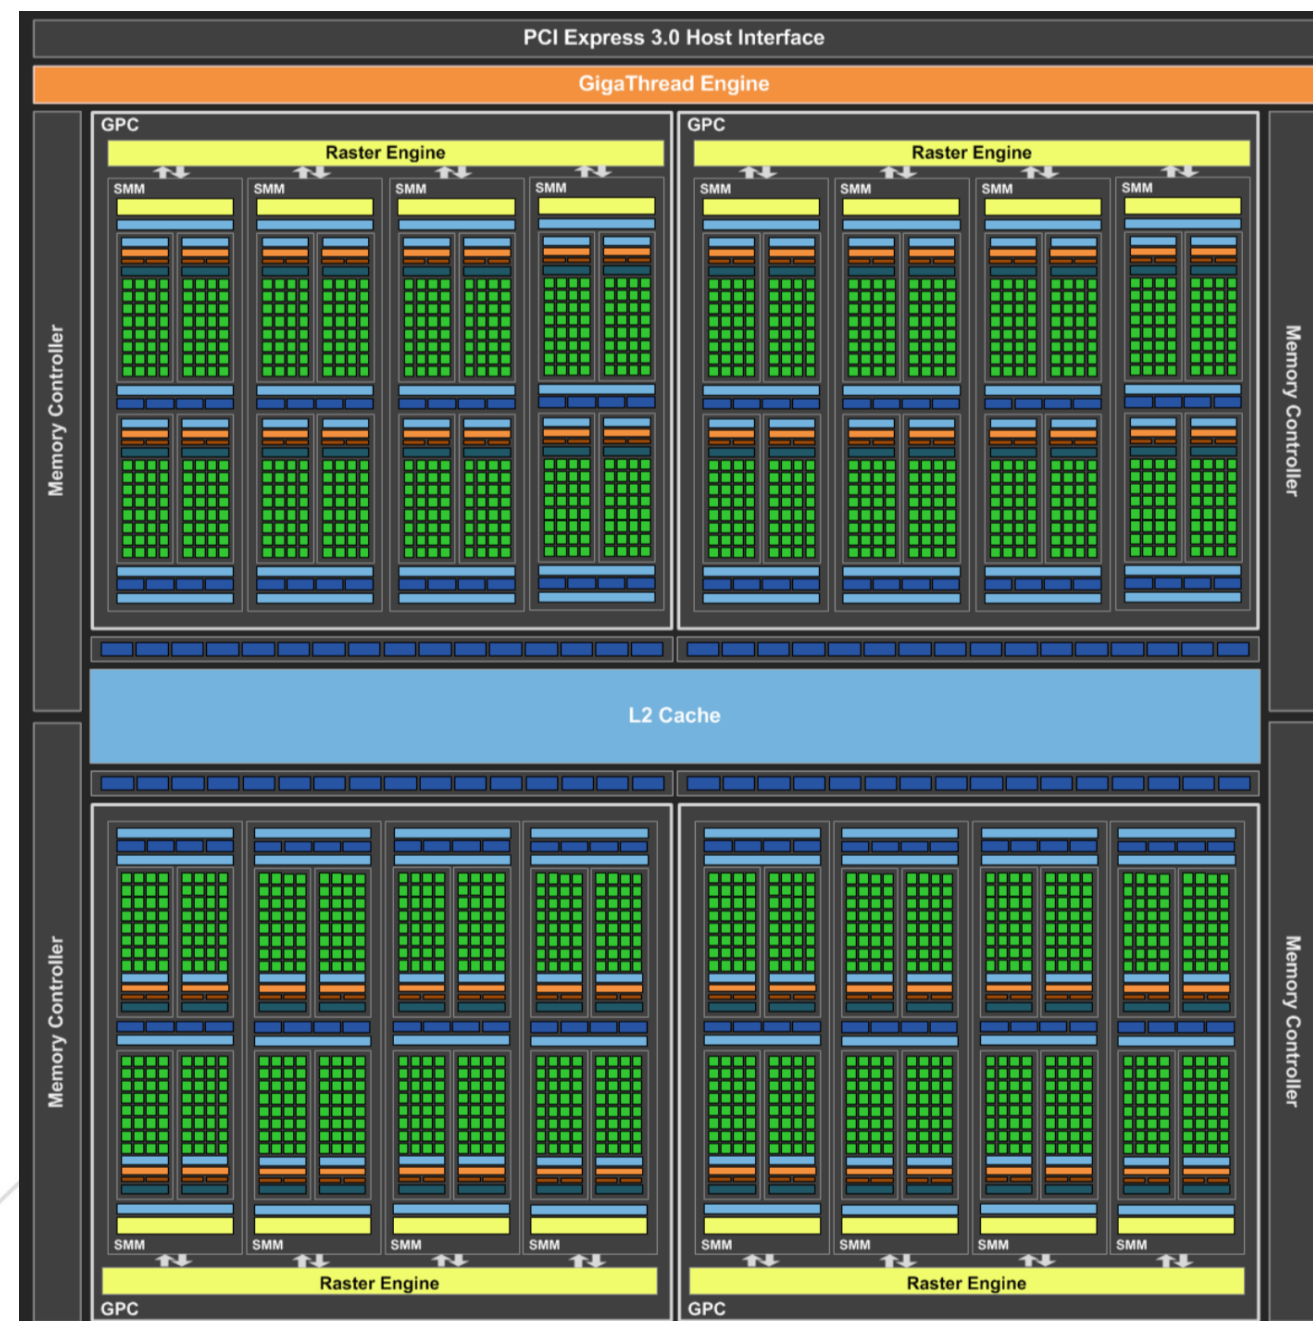 PCI Express 3.0 Host Interface
GigaThread Engine
GPC
Raster Engine
SMM SMM SMM SMM
GPC
Raster Engine
SMM SMM SMM SMM
Memory Controller
Memory Controller
L2 Cache
Memory Controller
Memory Controller
SMM SMM SMM SMM
Raster Engine
GPC
SMM SMM SMM SMM
Raster Engine
GPC